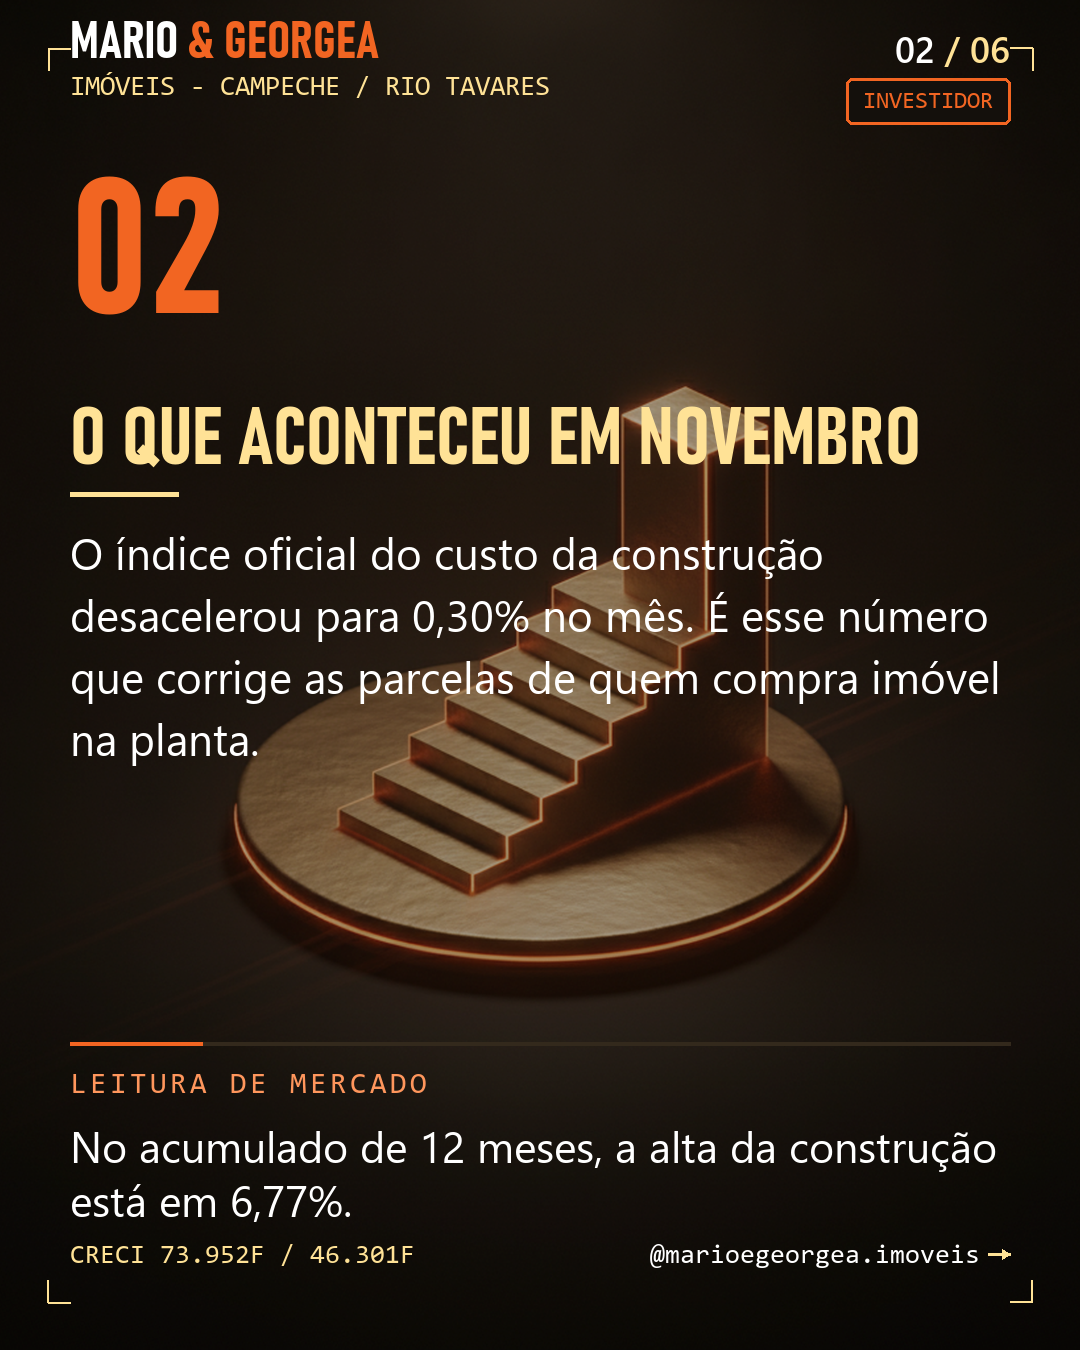 MARIO & GEORGEA
IMÓVEIS - CAMPECHE / RIO TAVARES
02 / 06
INVESTIDOR
02
O QUE ACONTECEU EM NOVEMBRO
O índice oficial do custo da construção
desacelerou para 0,30% no mês. É esse número
que corrige as parcelas de quem compra imóvel
na planta.
LEITURA DE MERCADO
No acumulado de 12 meses, a alta da construção
está em 6,77%.
CRECI 73.952F / 46.301F
@marioegeorgea.imoveis